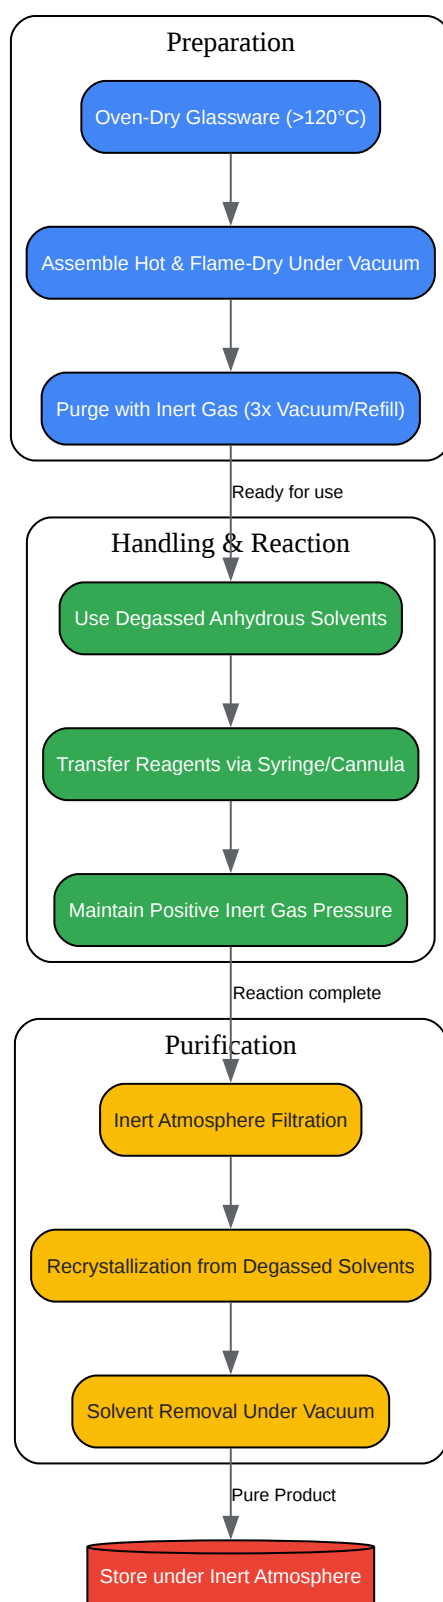 Preparation
Oven-Dry Glassware (>120°C)
Assemble Hot & Flame-Dry Under Vacuum
Purge with Inert Gas (3x Vacuum/Refill)
Ready for use
Handling & Reaction
Use Degassed Anhydrous Solvents
Transfer Reagents via Syringe/Cannula
Maintain Positive Inert Gas Pressure
Reaction complete
Purification
Inert Atmosphere Filtration
Recrystallization from Degassed Solvents
Solvent Removal Under Vacuum
Pure Product
Store under Inert Atmosphere